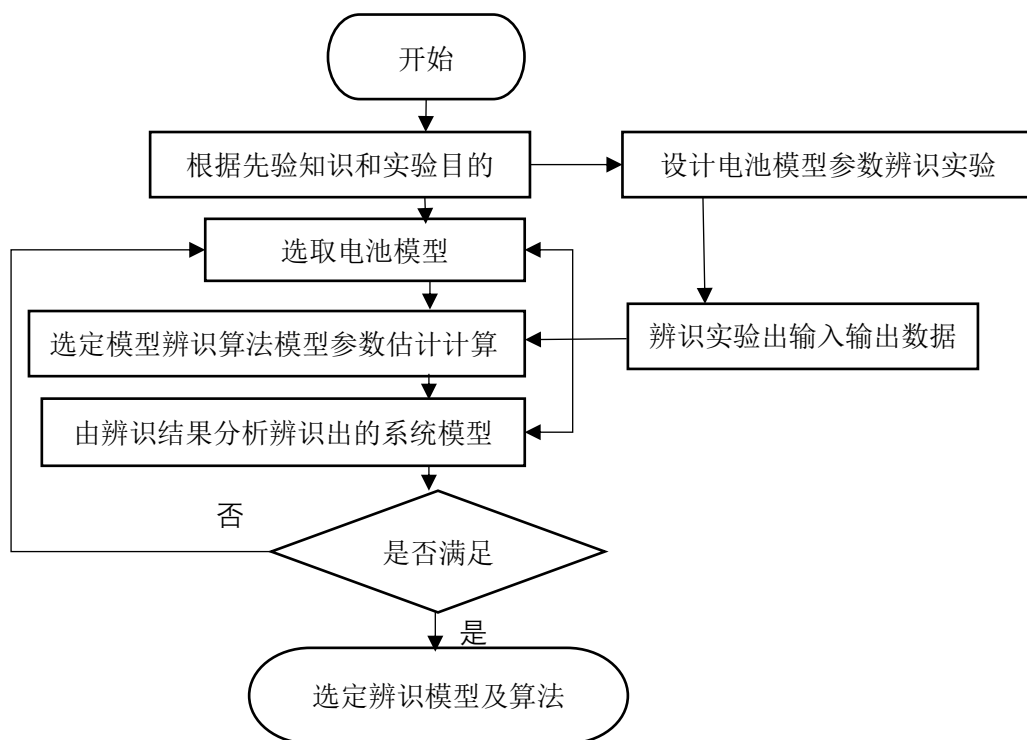 开始
根据先验知识和实验目的
设计电池模型参数辨识实验
选取电池模型
选定模型辨识算法模型参数估计计算
辨识实验出输入输出数据
由辨识结果分析辨识出的系统模型
否
是否满足
是
选定辨识模型及算法